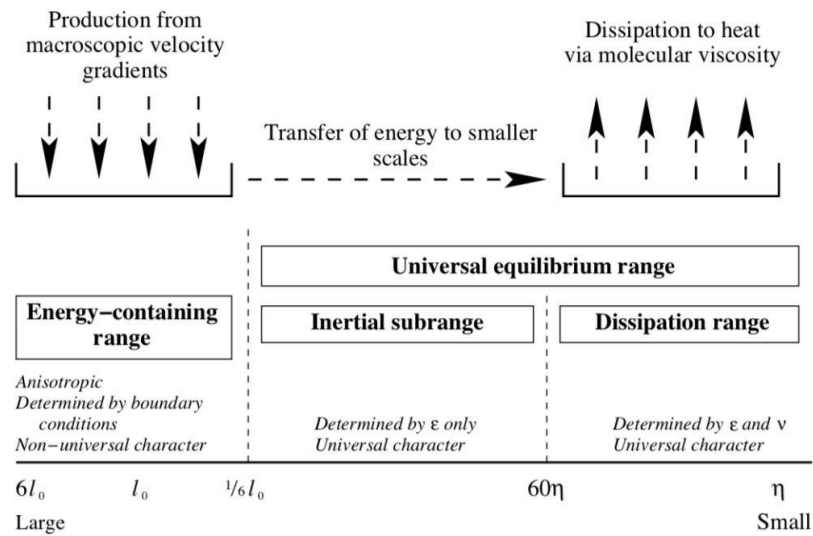 Production from
macroscopic velocity
gradients
Dissipation to heat
via molecular viscosity
Transfer of energy to smaller
scales
Universal equilibrium range
Energy−containing
range
Inertial subrange
Dissipation range
Anisotropic
Determined by boundary
conditions
Non−universal character
Determined by ε only
Universal character
Determined by ε and ν
Universal character
6l₀
l₀
1/6 l₀
60η
η
Large
Small